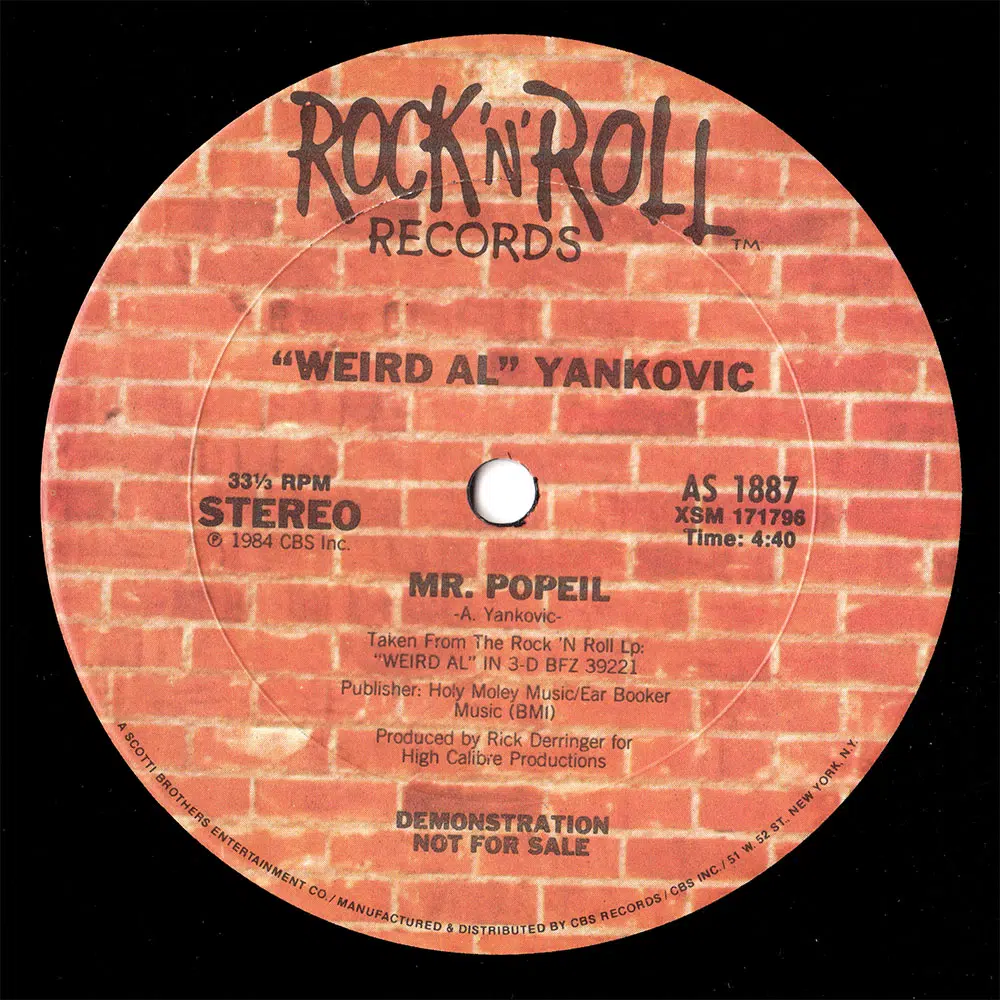 ROCK 'N' ROLL
RECORDS
TM
“WEIRD AL” YANKOVIC
33⅓ RPM
STEREO
℗ 1984 CBS Inc.
AS 1887
XSM 171796
Time: 4:40
MR. POPEIL
-A. Yankovic-
Taken From The Rock 'N Roll Lp:
“WEIRD AL” IN 3-D BFZ 39221
Publisher: Holy Moley Music/Ear Booker
Music (BMI)
Produced by Rick Derringer for
High Calibre Productions
DEMONSTRATION
NOT FOR SALE
A SCOTTI BROTHERS ENTERTAINMENT CO./MANUFACTURED & DISTRIBUTED BY CBS RECORDS/CBS INC./51 W. 52 ST., NEW YORK, N.Y.